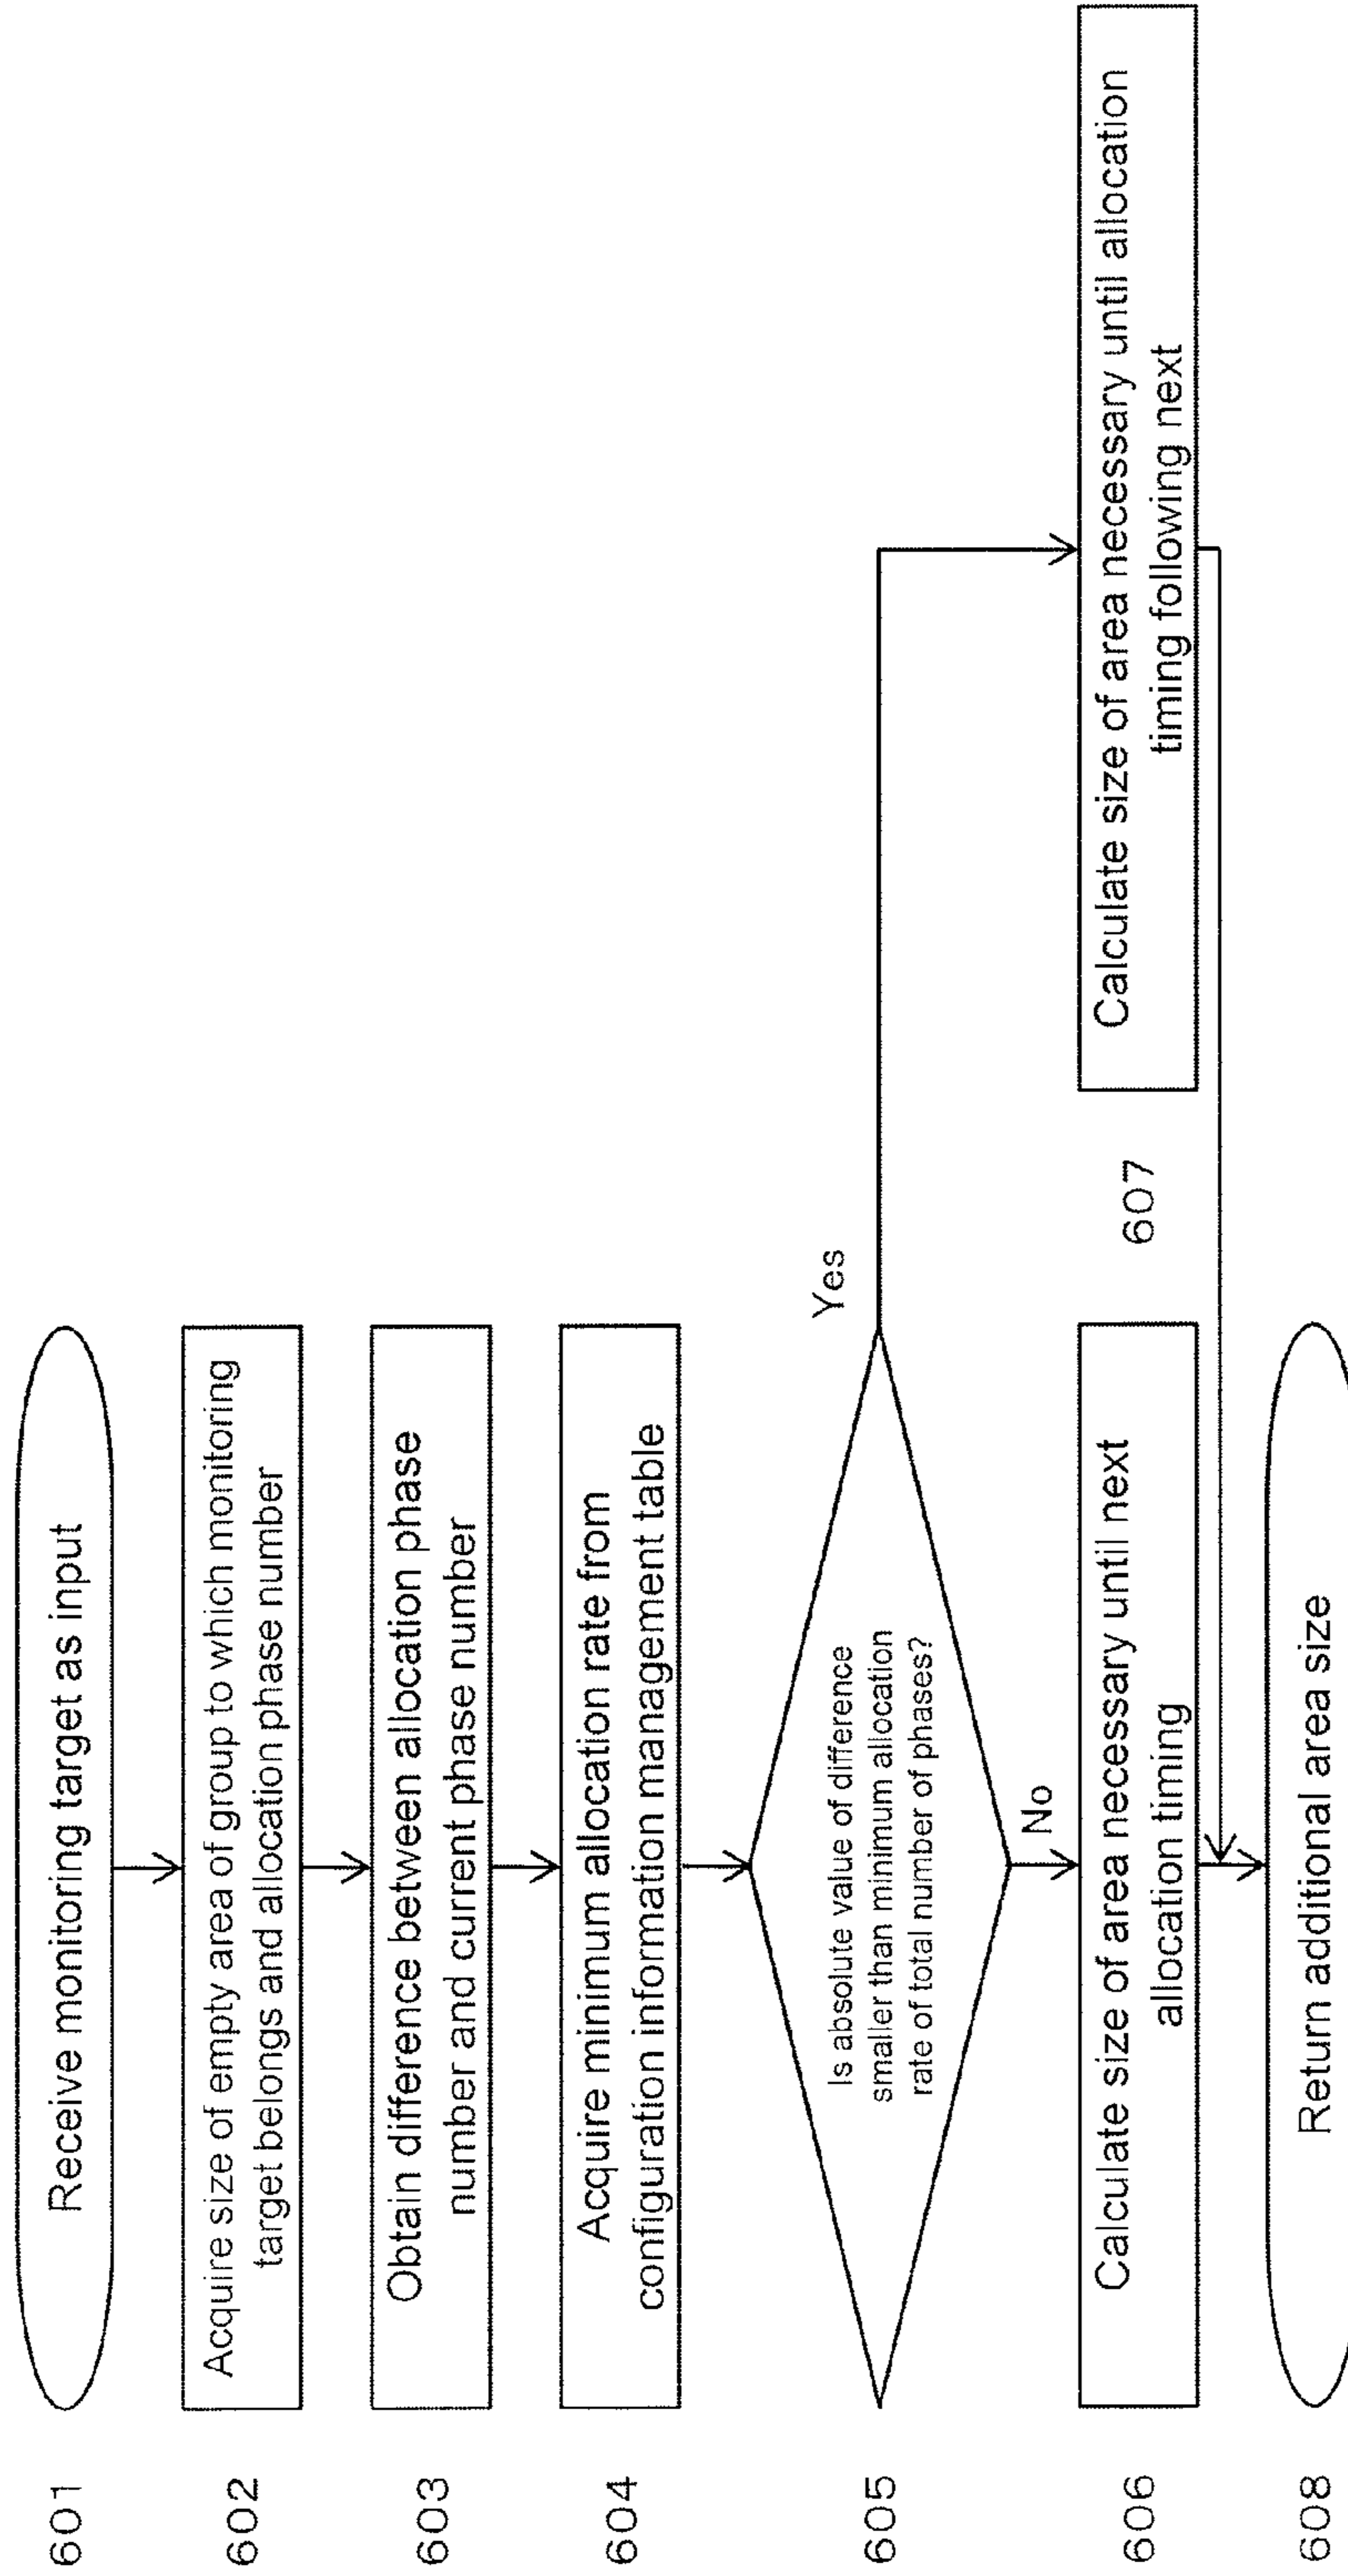 601
Receive monitoring target as input
602
Acquire size of empty area of group to which monitoring
target belongs and allocation phase number
603
Obtain difference between allocation phase
number and current phase number
604
Acquire minimum allocation rate from
configuration information management table
605
Is absolute value of difference
smaller than minimum allocation
rate of total number of phases?
Yes
No
606
Calculate size of area necessary until next
allocation timing
607
Calculate size of area necessary until allocation
timing following next
608
Return additional area size